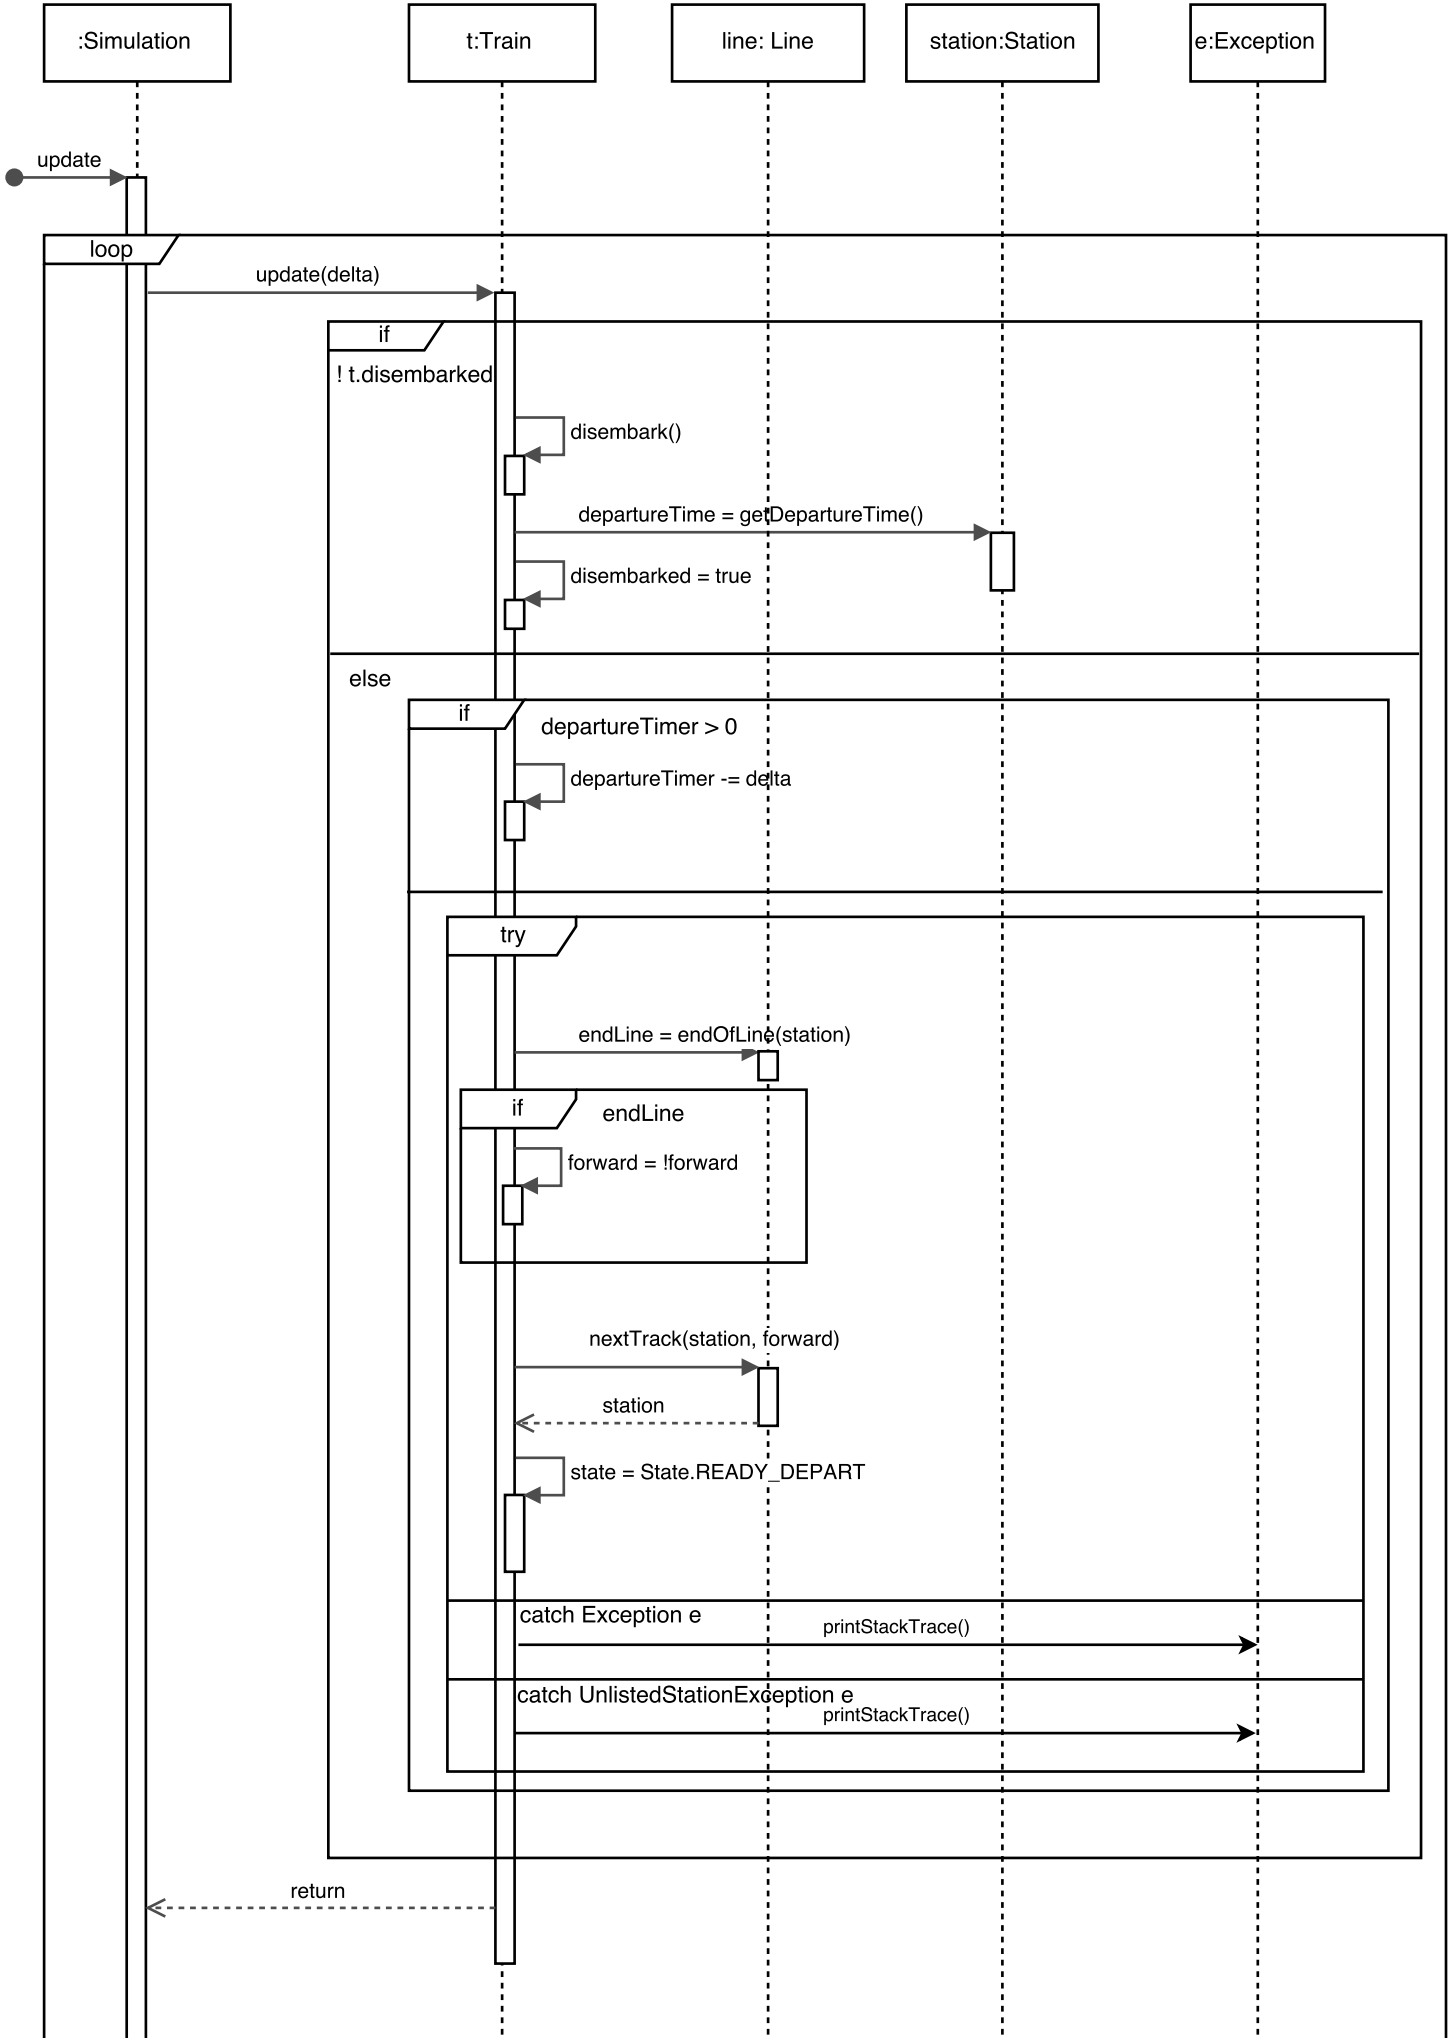 :Simulation
t:Train
line: Line
station:Station
e:Exception
update
loop
update(delta)
if
! t.disembarked
disembark()
departureTime = getDepartureTime()
disembarked = true
else
if
departureTimer > 0
departureTimer -= delta
try
endLine = endOfLine(station)
if
endLine
forward = !forward
nextTrack(station, forward)
station
state = State.READY_DEPART
catch Exception e
printStackTrace()
catch UnlistedStationException e
printStackTrace()
return